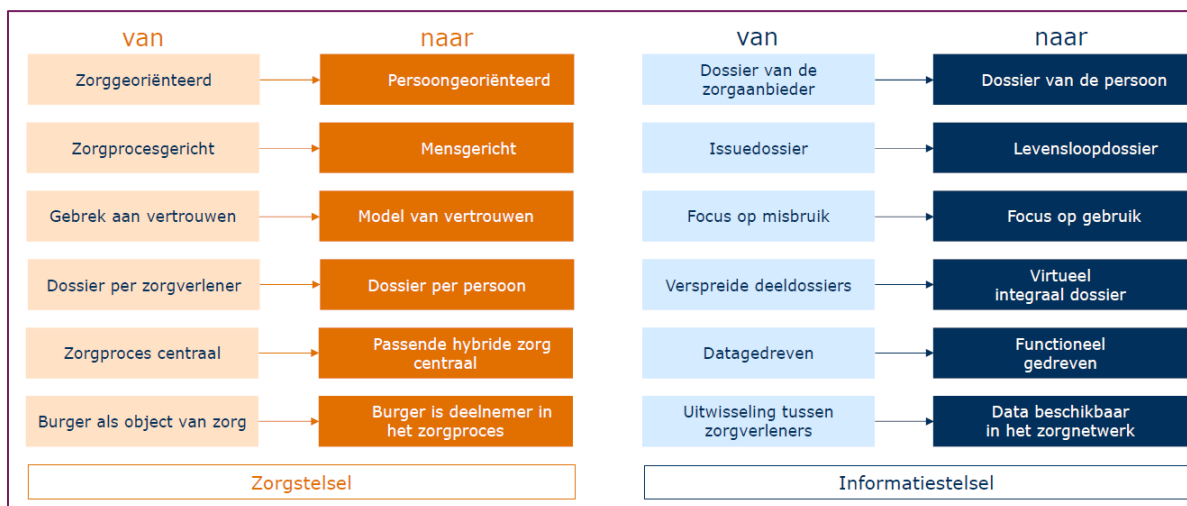 van
naar
Zorggeoriënteerd
Persoongeoriënteerd
Zorgprocesgericht
Mensgericht
Gebrek aan vertrouwen
Model van vertrouwen
Dossier per zorgverlener
Dossier per persoon
Zorgproces centraal
Passende hybride zorg
centraal
Burger als object van zorg
Burger is deelnemer in
het zorgproces
Zorgstelsel
van
naar
Dossier van de
zorgaanbieder
Dossier van de persoon
Issuedossier
Levensloopdossier
Focus op misbruik
Focus op gebruik
Verspreide deeldossiers
Virtueel
integraal dossier
Datagedreven
Functioneel
gedreven
Uitwisseling tussen
zorgverleners
Data beschikbaar
in het zorgnetwerk
Informatiestelsel